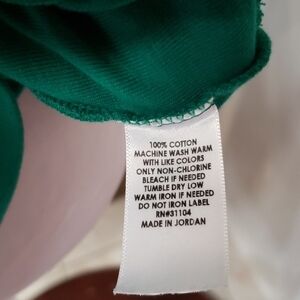 100% COTTON
MACHINE WASH WARM
WITH LIKE COLORS
ONLY NON-CHLORINE
BLEACH IF NEEDED
TUMBLE DRY LOW
WARM IRON IF NEEDED
DO NOT IRON LABEL
RN#31104
MADE IN JORDAN